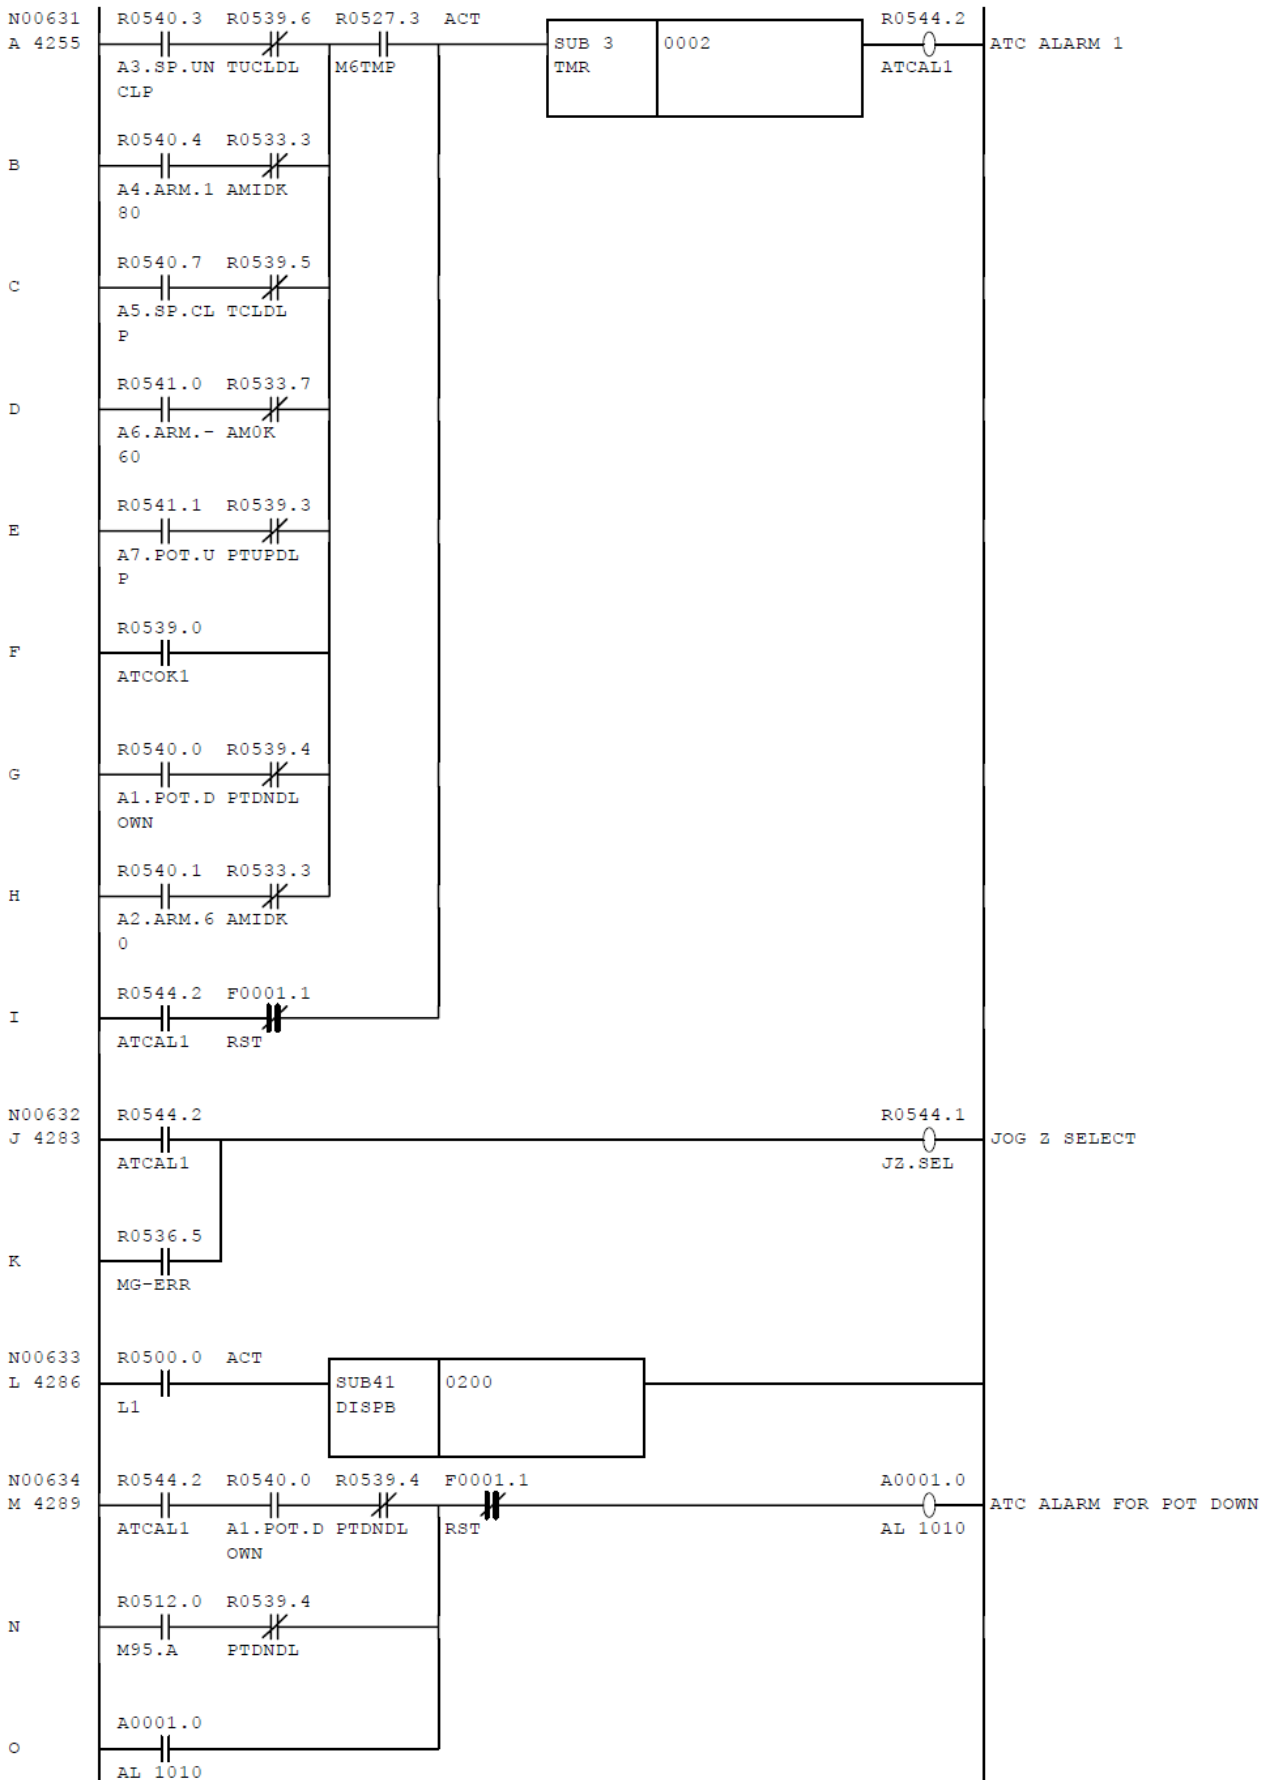 N00631 R0540.3 R0539.6 R0527.3 ACT R0544.2
A 4255 SUB 3 0002 ATC ALARM 1
A3.SP.UN TUCLDL M6TMP TMR ATCAL1
CLP
R0540.4 R0533.3
B
A4.ARM.1 AMIDK
80
R0540.7 R0539.5
C
A5.SP.CL TCLDL
P
R0541.0 R0533.7
D
A6.ARM.- AM0K
60
R0541.1 R0539.3
E
A7.POT.U PTUPDL
P
R0539.0
F
ATCOK1
R0540.0 R0539.4
G
A1.POT.D PTDNDL
OWN
R0540.1 R0533.3
H
A2.ARM.6 AMIDK
0
R0544.2 F0001.1
I
ATCAL1 RST
N00632 R0544.2 R0544.1
J 4283 JOG Z SELECT
ATCAL1 JZ.SEL
R0536.5
K
MG-ERR
N00633 R0500.0 ACT
L 4286 SUB41 0200
L1 DISPB
N00634 R0544.2 R0540.0 R0539.4 F0001.1 A0001.0
M 4289 ATC ALARM FOR POT DOWN
ATCAL1 A1.POT.D PTDNDL RST AL 1010
OWN
R0512.0 R0539.4
N
M95.A PTDNDL
A0001.0
O
AL 1010